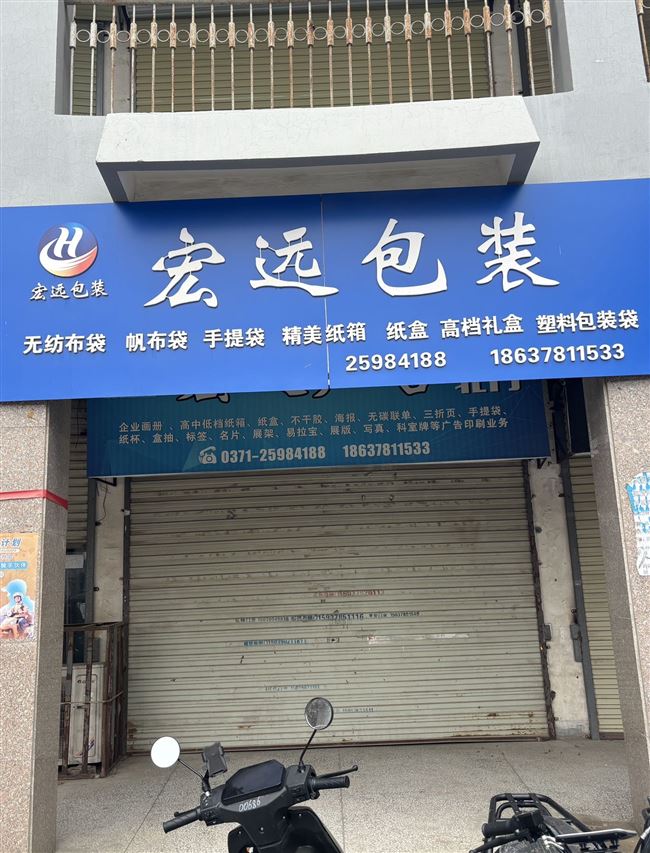 宏远包装
宏远包装
无纺布袋 帆布袋 手提袋 精美纸箱 纸盒 高档礼盒 塑料包装袋
25984188 18637811533
企业画册、高中低档纸箱、纸盒、不干胶、海报、无碳联单、三折页、手提袋、
纸杯、盒抽、标签、名片、展架、易拉宝、展版、写真、科室牌等广告印刷业务
0371-25984188 18637811533
计划
15937851116
00686